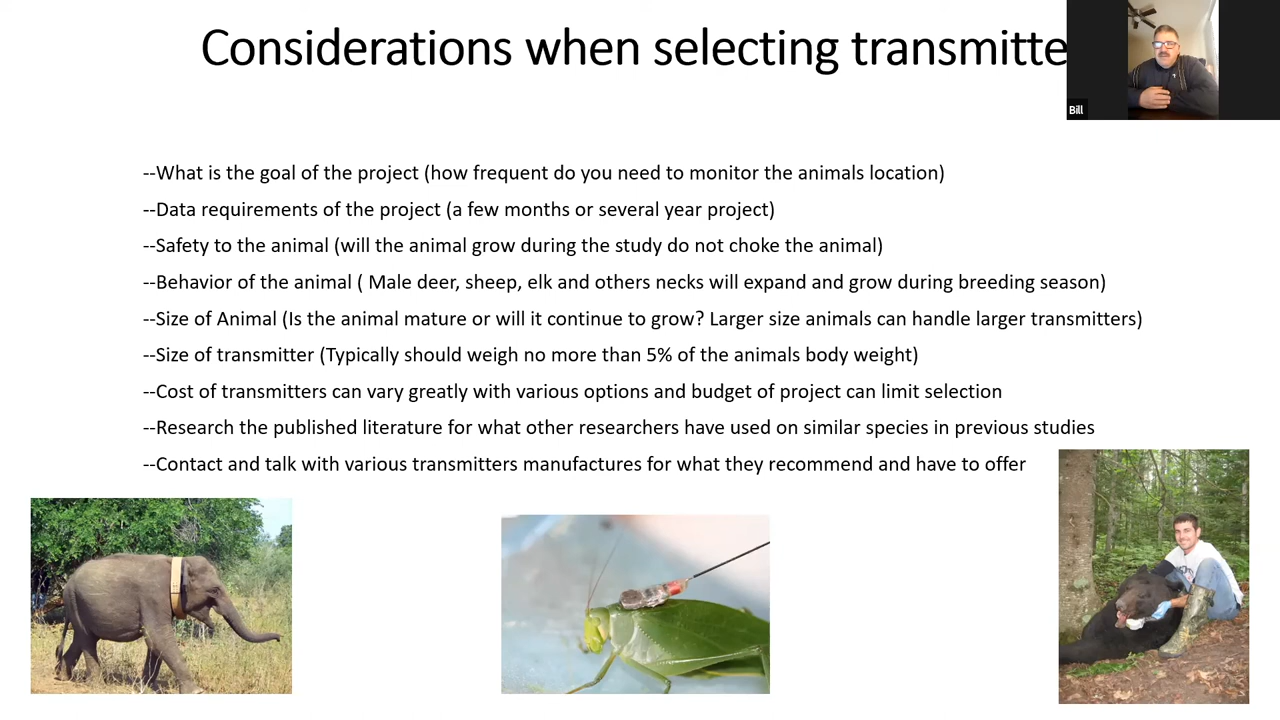 Considerations when selecting transmitte
Bill
--What is the goal of the project (how frequent do you need to monitor the animals location)
--Data requirements of the project (a few months or several year project)
--Safety to the animal (will the animal grow during the study do not choke the animal)
--Behavior of the animal ( Male deer, sheep, elk and others necks will expand and grow during breeding season)
--Size of Animal (Is the animal mature or will it continue to grow? Larger size animals can handle larger transmitters)
--Size of transmitter (Typically should weigh no more than 5% of the animals body weight)
--Cost of transmitters can vary greatly with various options and budget of project can limit selection
--Research the published literature for what other researchers have used on similar species in previous studies
--Contact and talk with various transmitters manufactures for what they recommend and have to offer